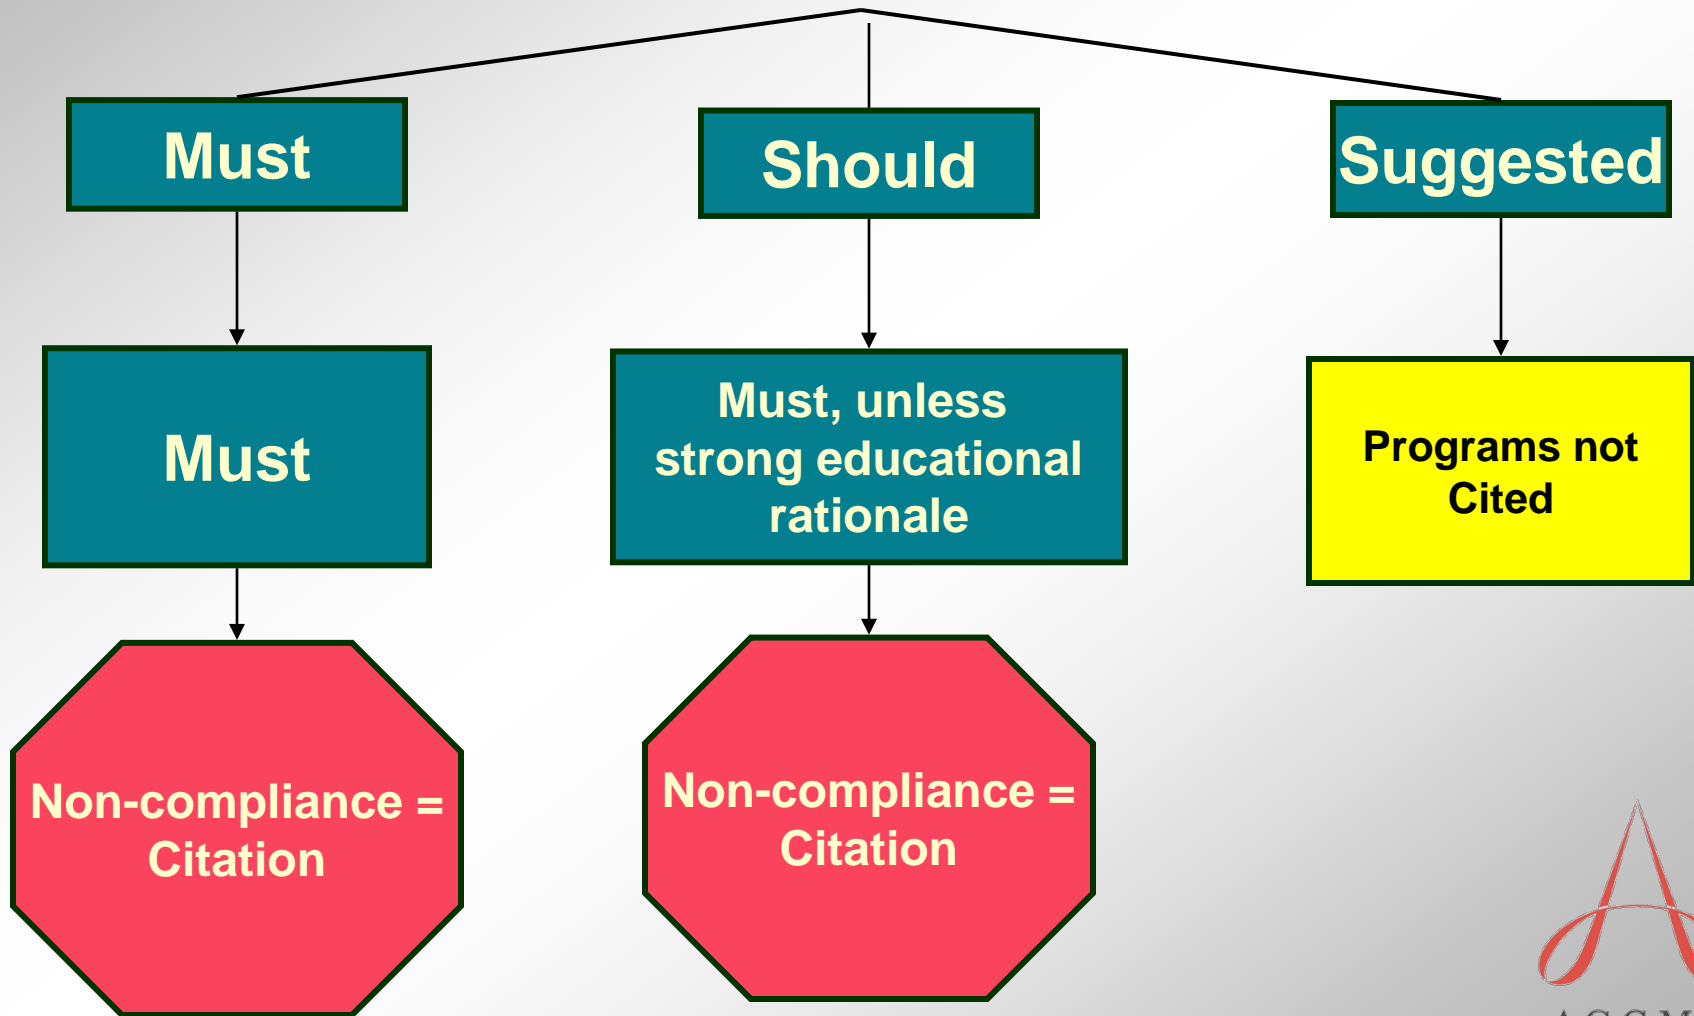 Must
Should
Suggested
Must
Must, unless
strong educational
rationale
Programs not
Cited
Non-compliance =
Citation
Non-compliance =
Citation